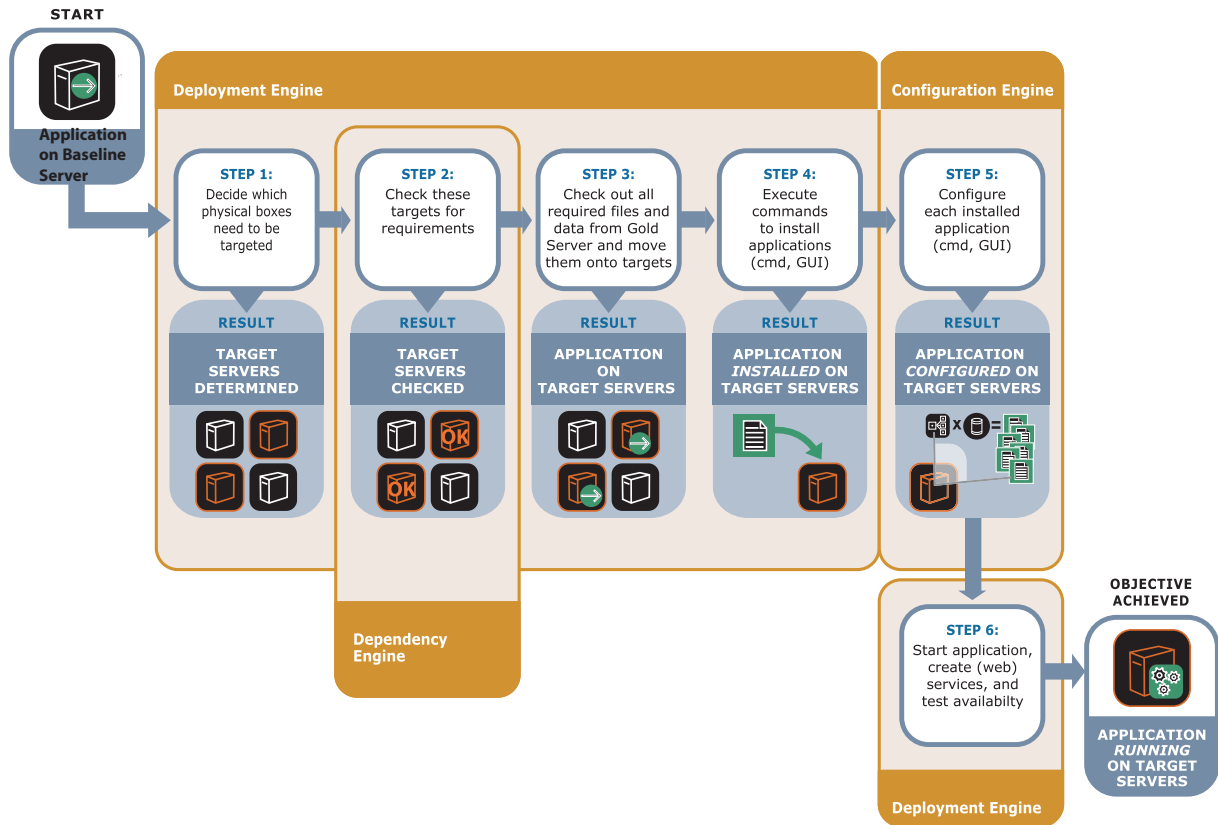 START
Application
on Baseline
Server
Deployment Engine
Configuration Engine
STEP 1:
Decide which
physical boxes
need to be
targeted
STEP 2:
Check these
targets for
requirements
STEP 3:
Check out all
required files and
data from Gold
Server and move
them onto targets
STEP 4:
Execute
commands
to install
applications
(cmd, GUI)
STEP 5:
Configure
each installed
application
(cmd, GUI)
RESULT
TARGET
SERVERS
DETERMINED
RESULT
TARGET
SERVERS
CHECKED
OK
OK
RESULT
APPLICATION
ON
TARGET SERVERS
RESULT
APPLICATION
INSTALLED ON
TARGET SERVERS
RESULT
APPLICATION
CONFIGURED ON
TARGET SERVERS
x =
Dependency
Engine
STEP 6:
Start application,
create (web)
services, and
test availabilty
Deployment Engine
OBJECTIVE
ACHIEVED
APPLICATION
RUNNING
ON TARGET
SERVERS